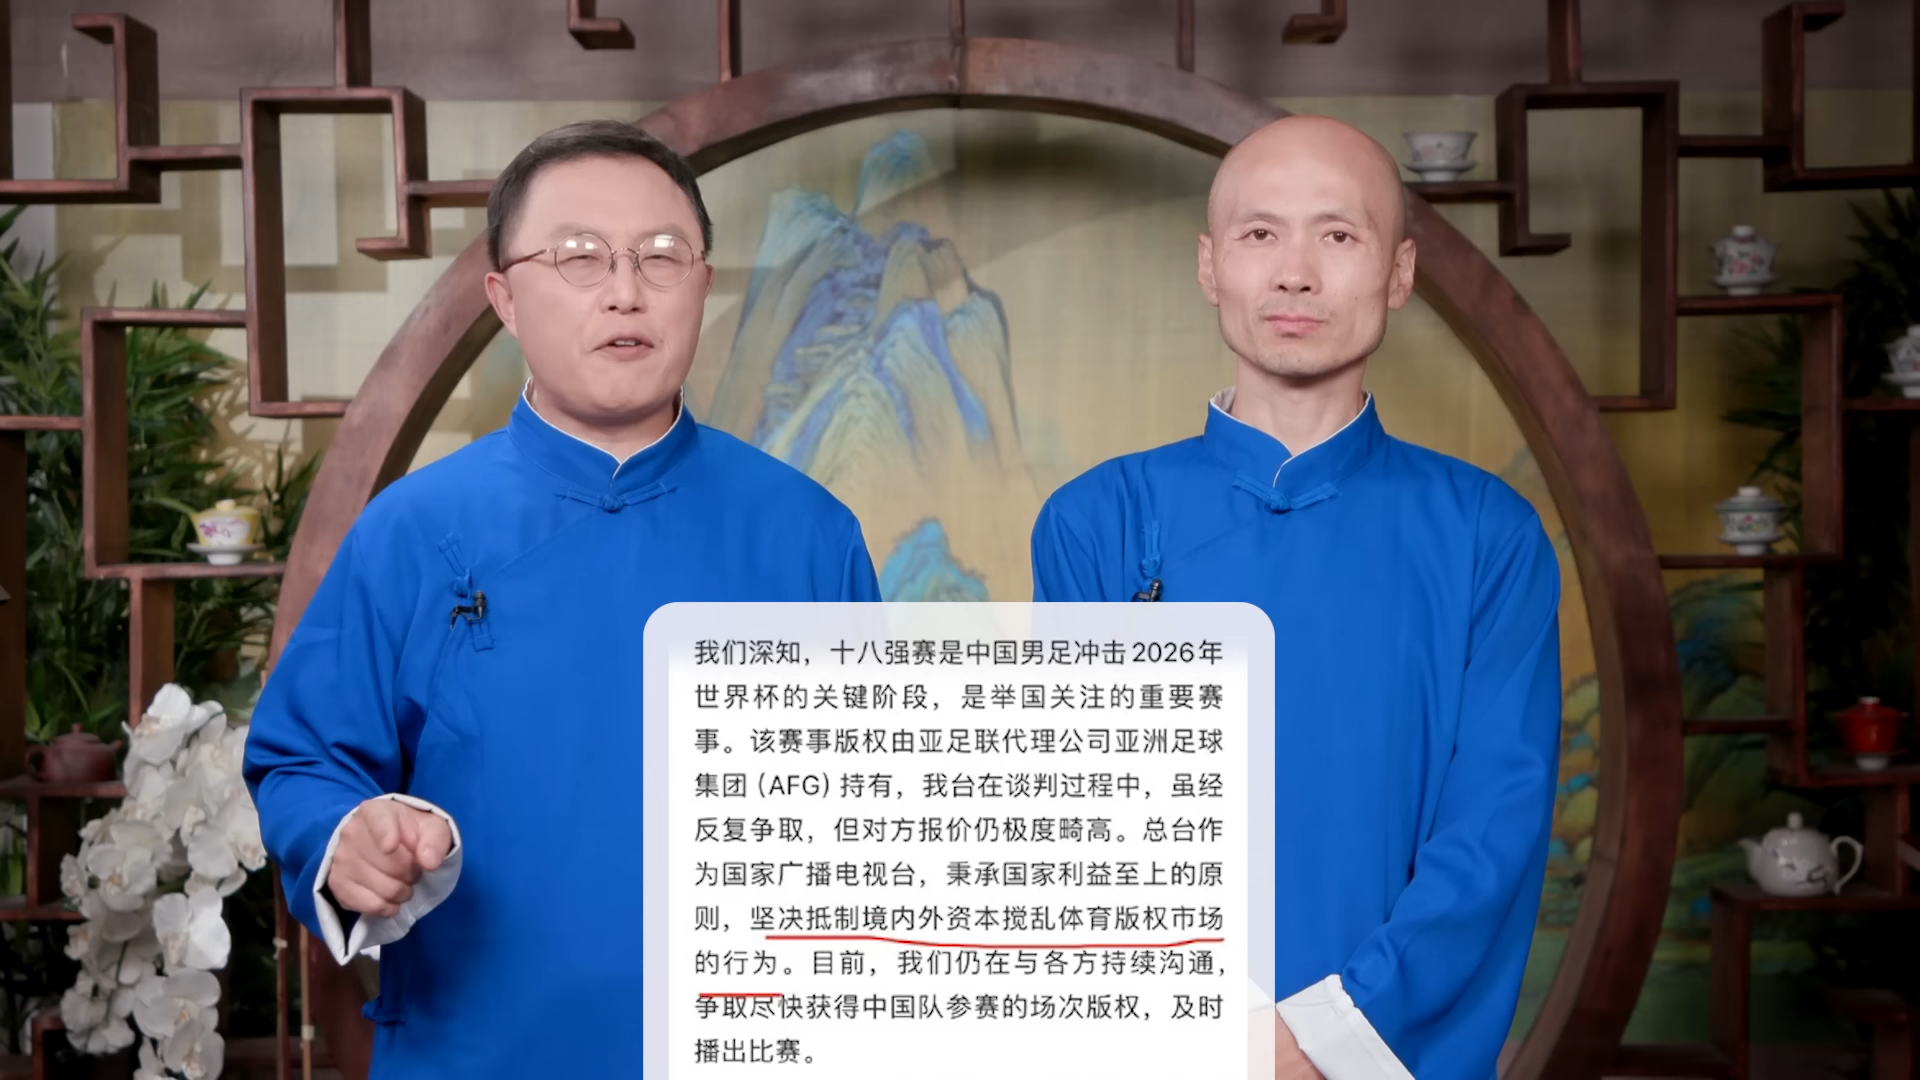 我们深知，十八强赛是中国男足冲击2026年
世界杯的关键阶段，是举国关注的重要赛
事。该赛事版权由亚足联代理公司亚洲足球
集团（AFG）持有，我台在谈判过程中，虽经
反复争取，但对方报价仍极度畸高。总台作
为国家广播电视台，秉承国家利益至上的原
则，坚决抵制境内外资本搅乱体育版权市场
的行为。目前，我们仍在与各方持续沟通，
争取尽快获得中国队参赛的场次版权，及时
播出比赛。